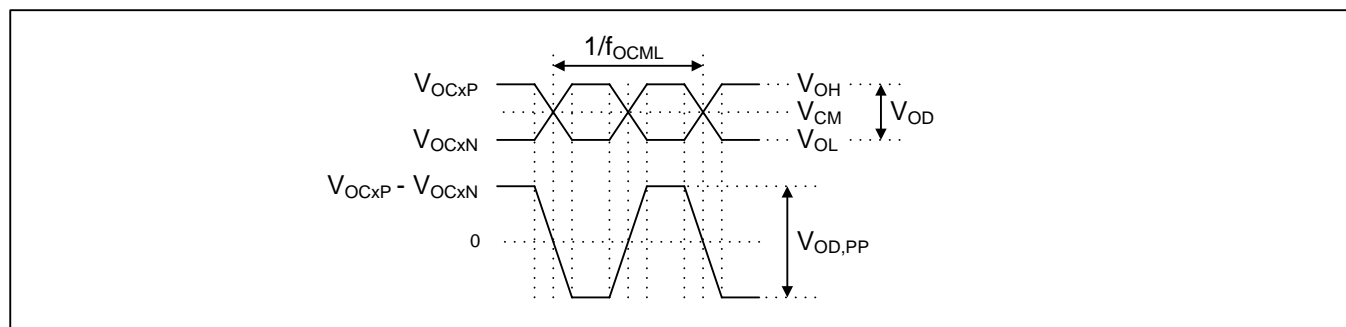 1/fOCML
VOCxP
VOH
VCM
VOD
VOCxN
VOL
VOCxP - VOCxN
0
VOD,PP